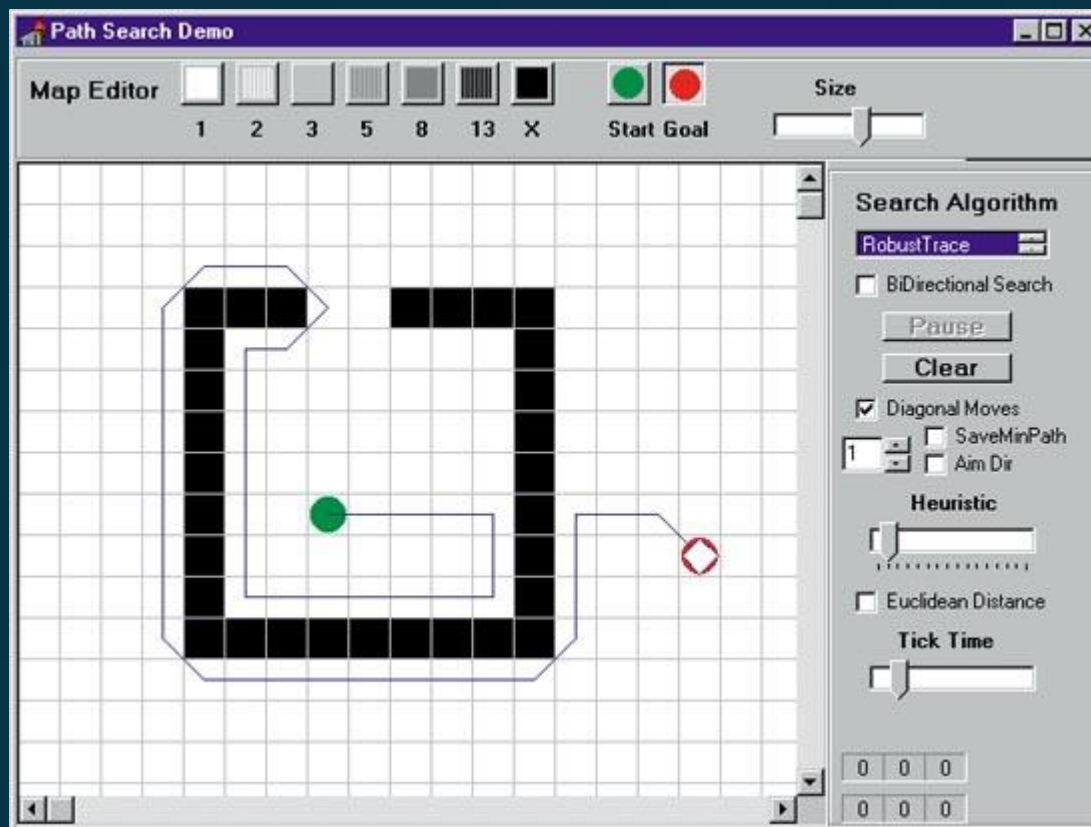 Path Search Demo
Map Editor
1 2 3 5 8 13 X
Start Goal
Size
Search Algorithm
RobustTrace
BiDirectional Search
Pause
Clear
Diagonal Moves
1
SaveMinPath
Aim Dir
Heuristic
Euclidean Distance
Tick Time
0 0 0
0 0 0